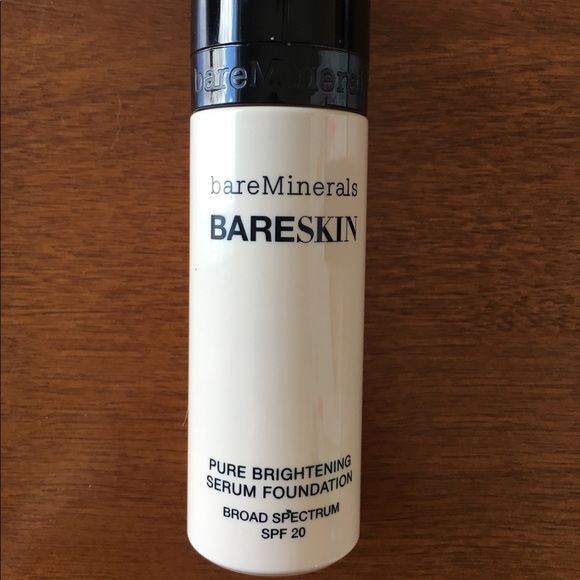 bareMinerals
bareMinerals
BARESKIN
PURE BRIGHTENING
SERUM FOUNDATION
BROAD SPECTRUM
SPF 20